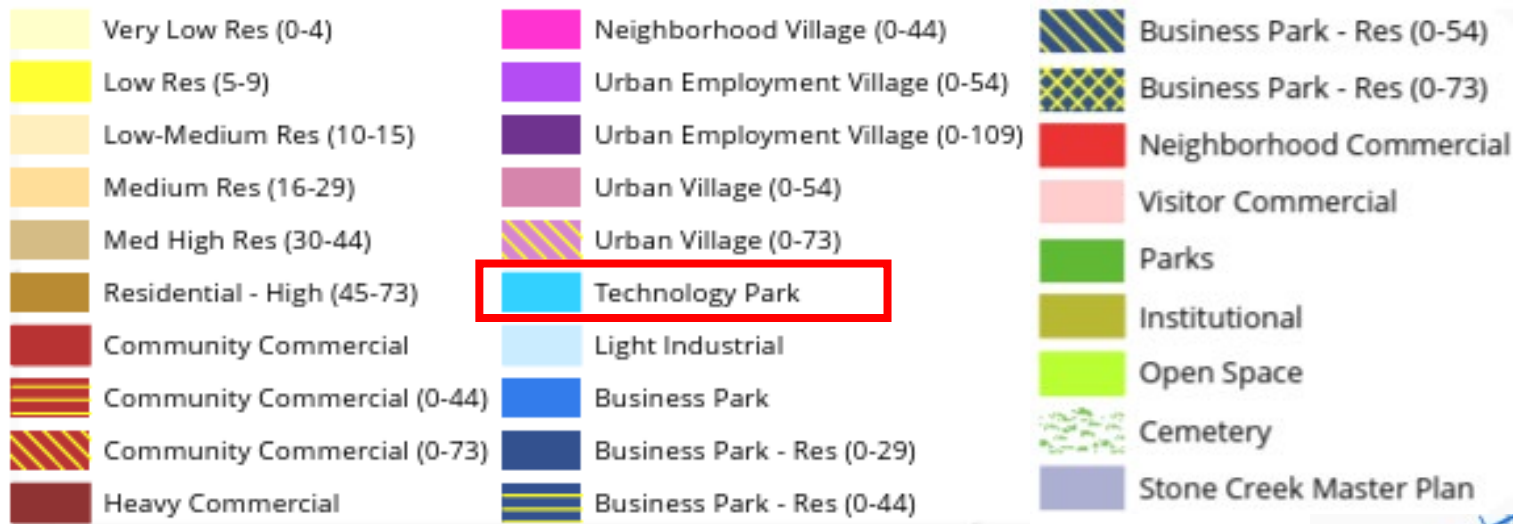 Very Low Res (0-4)
Low Res (5-9)
Low-Medium Res (10-15)
Medium Res (16-29)
Med High Res (30-44)
Residential - High (45-73)
Community Commercial
Community Commercial (0-44)
Community Commercial (0-73)
Heavy Commercial
Neighborhood Village (0-44)
Urban Employment Village (0-54)
Urban Employment Village (0-109)
Urban Village (0-54)
Urban Village (0-73)
Technology Park
Light Industrial
Business Park
Business Park - Res (0-29)
Business Park - Res (0-44)
Business Park - Res (0-54)
Business Park - Res (0-73)
Neighborhood Commercial
Visitor Commercial
Parks
Institutional
Open Space
Cemetery
Stone Creek Master Plan